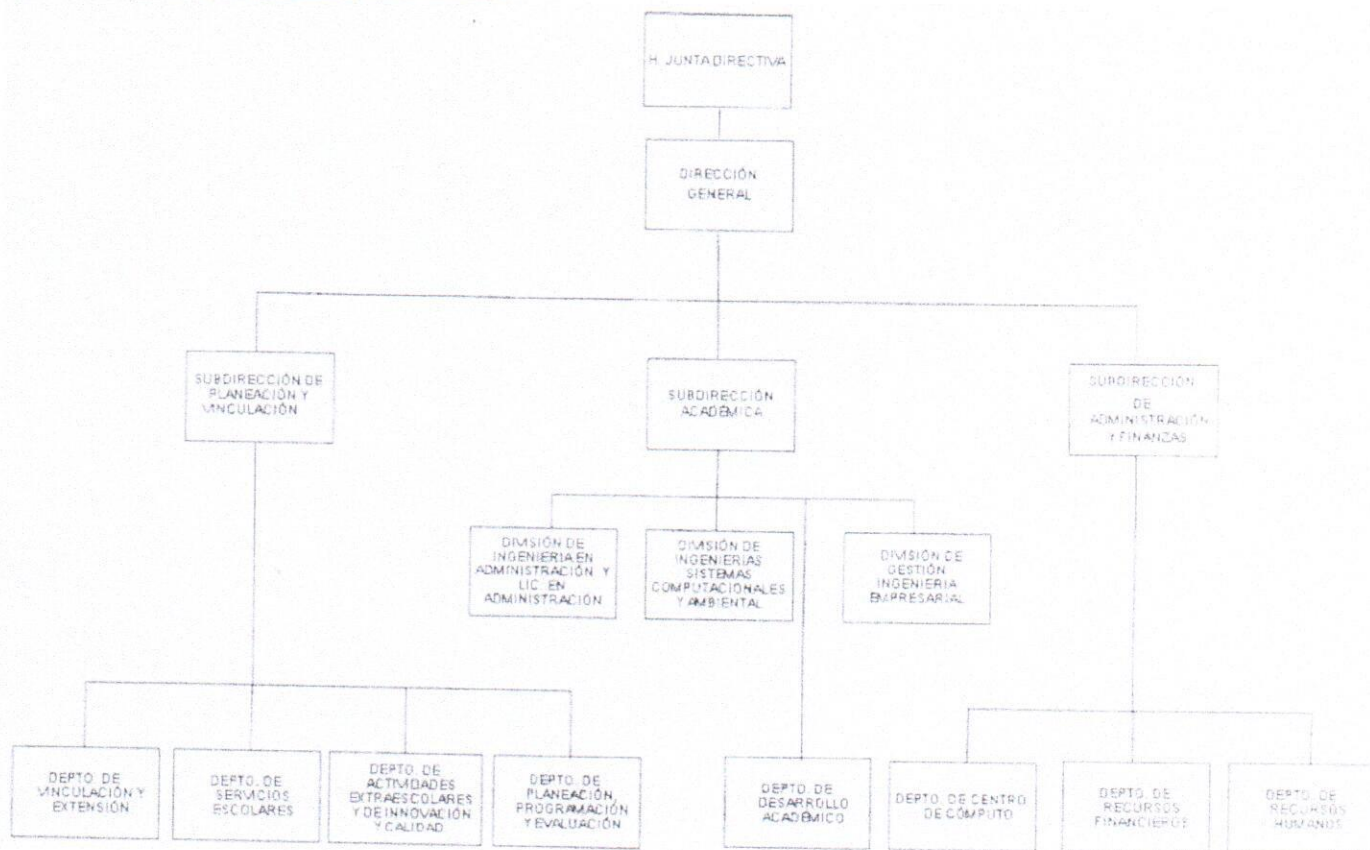 H. JUNTA DIRECTIVA
DIRECCIÓN
GENERAL
SUBDIRECCIÓN DE
PLANEACIÓN Y
VINCULACIÓN
SUBDIRECCIÓN
ACADÉMICA
SUBDIRECCIÓN
DE
ADMINISTRACIÓN
Y FINANZAS
DIVISIÓN DE
INGENIERIA EN
ADMINISTRACIÓN Y
LIC. EN
ADMINISTRACIÓN
DIVISIÓN DE
INGENIERIAS
SISTEMAS
COMPUTACIONALES
Y AMBIENTAL
DIVISIÓN DE
GESTIÓN
INGENIERIA
EMPRESARIAL
DEPTO. DE
VINCULACIÓN Y
EXTENSIÓN
DEPTO. DE
SERVICIOS
ESCOLARES
DEPTO. DE
ACTIVIDADES
EXTRAESCOLARES
Y DE INNOVACIÓN
Y CALIDAD
DEPTO. DE
PLANEACIÓN,
PROGRAMACIÓN
Y EVALUACIÓN
DEPTO. DE
DESARROLLO
ACADÉMICO
DEPTO. DE CENTRO
DE CÓMPUTO
DEPTO. DE
RECURSOS
FINANCIEROS
DEPTO. DE
RECURSOS
HUMANOS